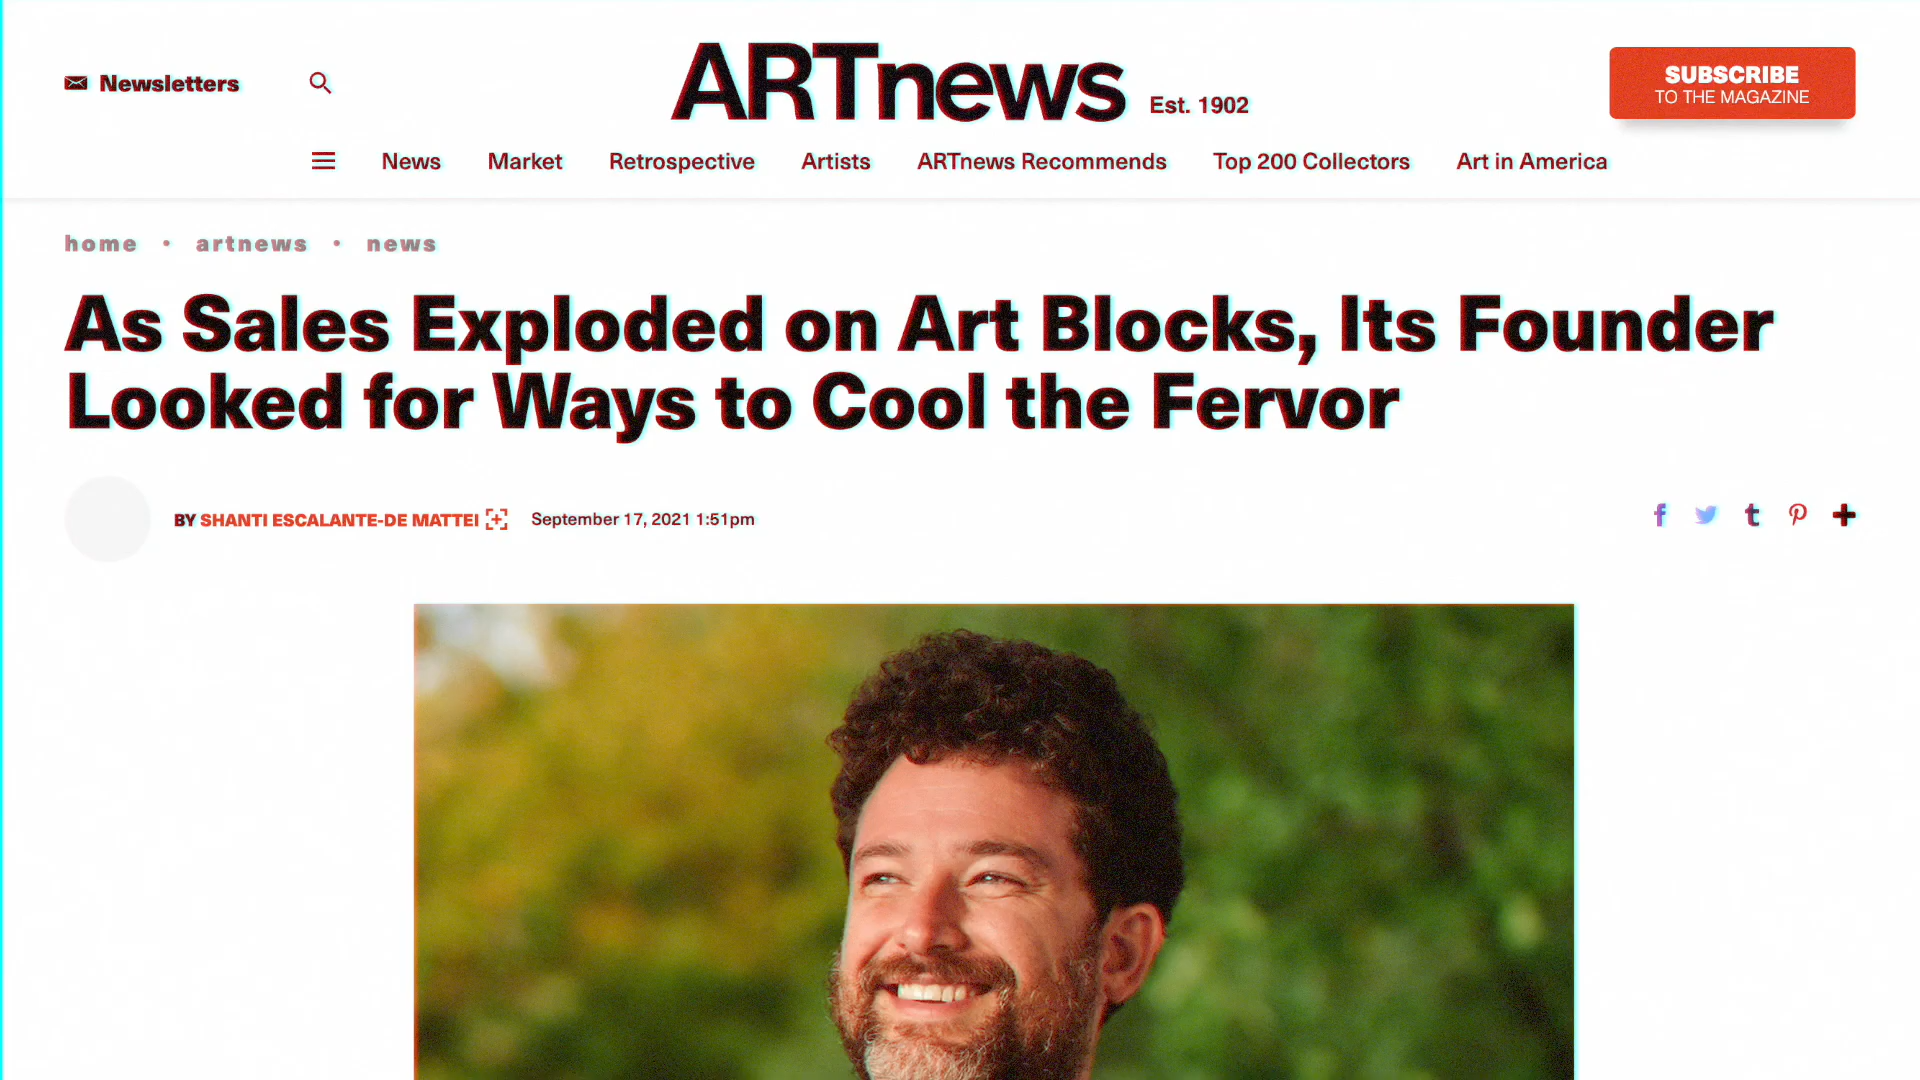 Newsletters
ARTnews Est. 1902
SUBSCRIBE
TO THE MAGAZINE
News Market Retrospective Artists ARTnews Recommends Top 200 Collectors Art in America
home • artnews • news
As Sales Exploded on Art Blocks, Its Founder
Looked for Ways to Cool the Fervor
BY SHANTI ESCALANTE-DE MATTEI September 17, 2021 1:51pm